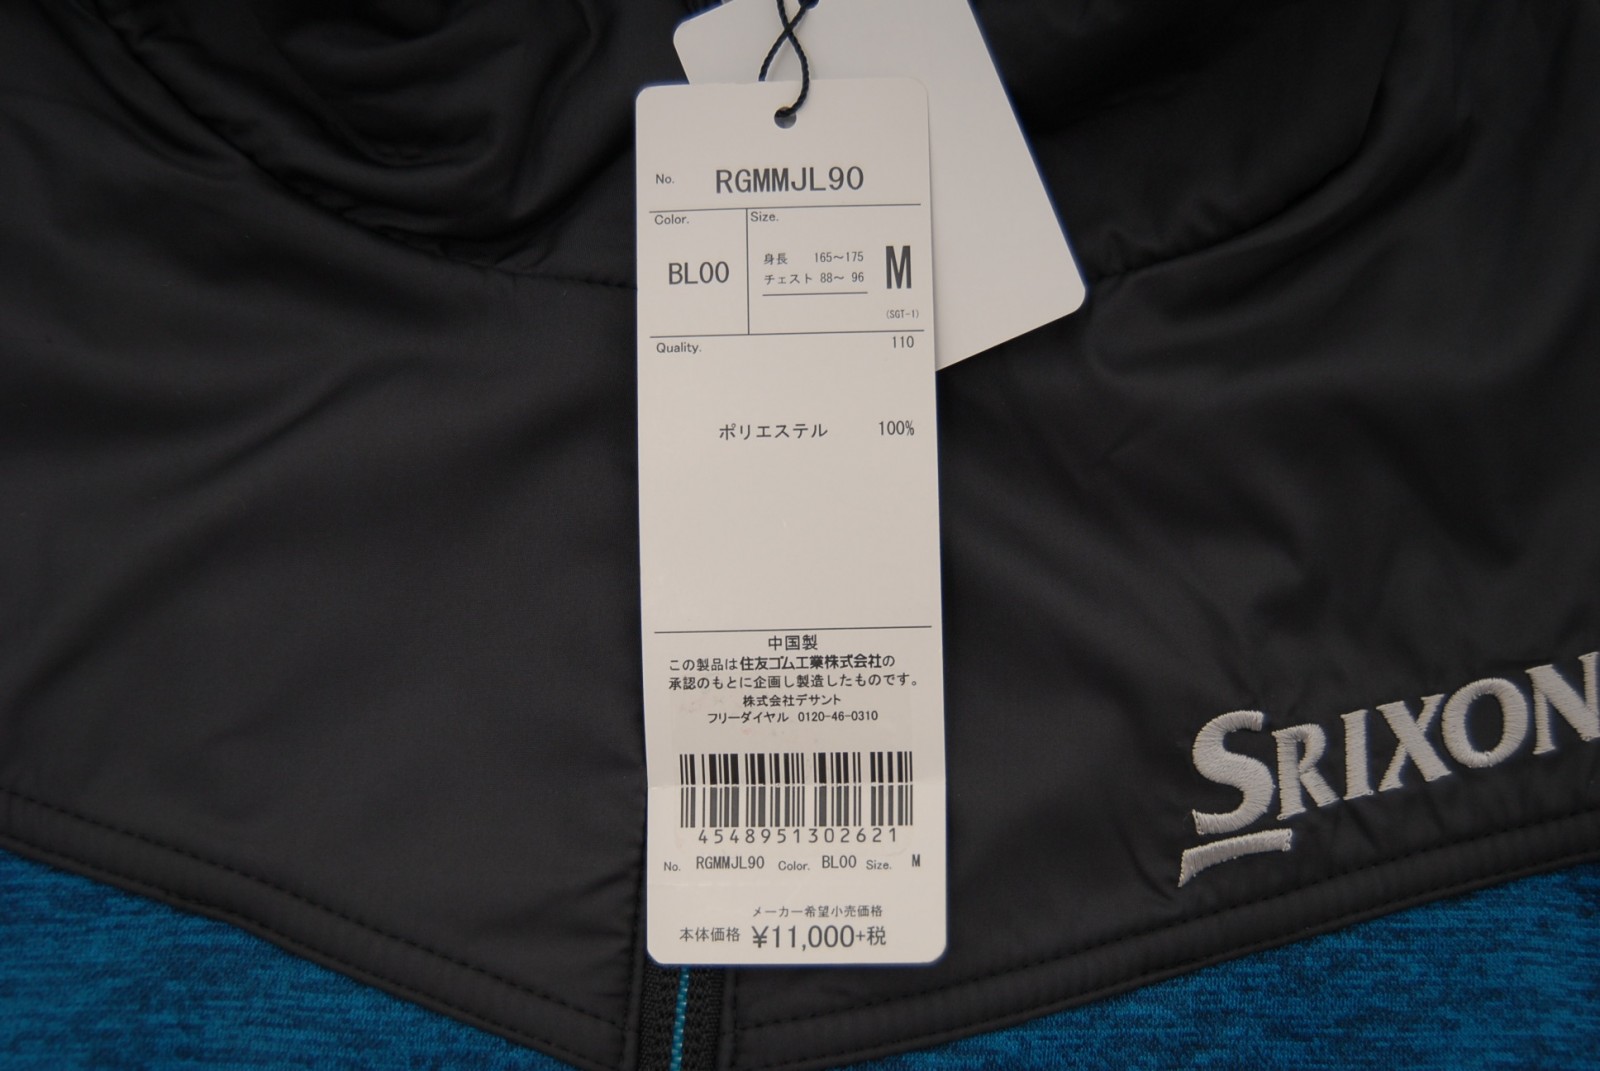 No. RGMMJL90
Color. Size.
BL00
身長 165～175
チェスト 88～ 96
M
(SGT-1)
Quality. 110
ポリエステル 100%
中国製
この製品は住友ゴム工業株式会社の
承認のもとに企画し製造したものです。
株式会社デサント
フリーダイヤル 0120-46-0310
4548951302621
No. RGMMJL90 Color. BL00 Size. M
メーカー希望小売価格
本体価格 ¥11,000+税
SRIXON